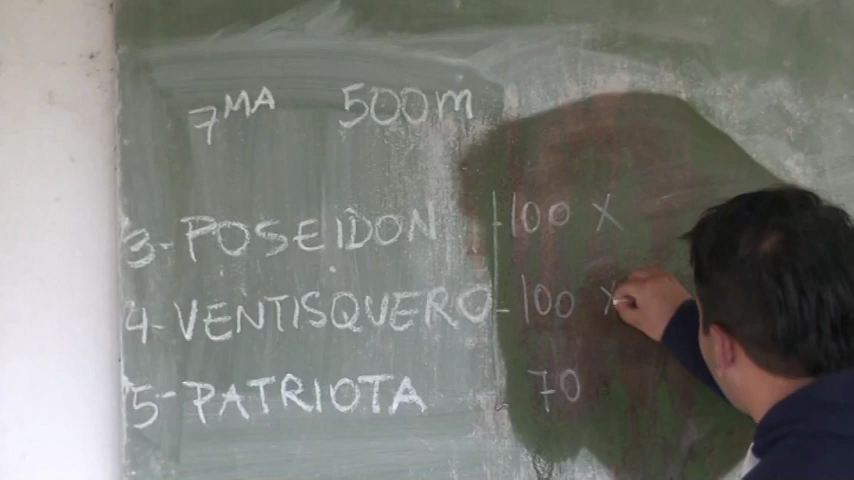 7MA 500m
3-POSEIDON -100 X
4-VENTISQUERO-100 X
5-PATRIOTA 70